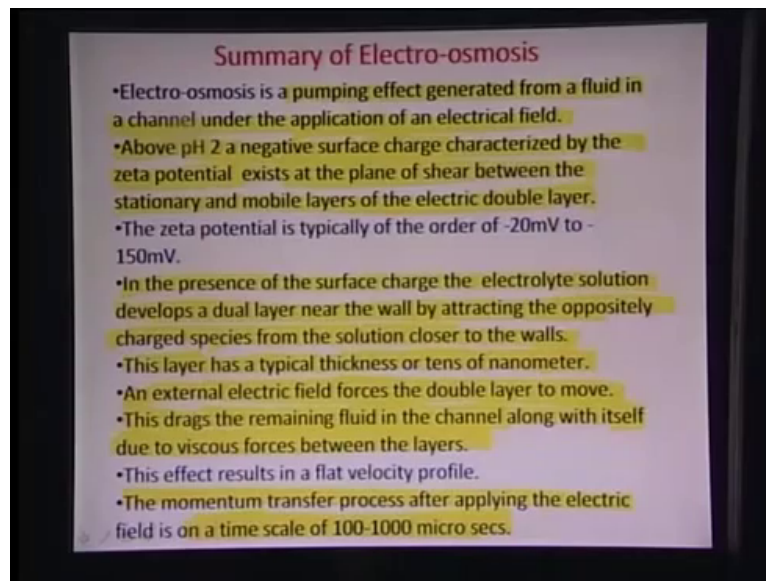 Summary of Electro-osmosis
•Electro-osmosis is a pumping effect generated from a fluid in
a channel under the application of an electrical field.
•Above pH 2 a negative surface charge characterized by the
zeta potential exists at the plane of shear between the
stationary and mobile layers of the electric double layer.
•The zeta potential is typically of the order of -20mV to -
150mV.
•In the presence of the surface charge the electrolyte solution
develops a dual layer near the wall by attracting the oppositely
charged species from the solution closer to the walls.
•This layer has a typical thickness or tens of nanometer.
•An external electric field forces the double layer to move.
•This drags the remaining fluid in the channel along with itself
due to viscous forces between the layers.
•This effect results in a flat velocity profile.
•The momentum transfer process after applying the electric
field is on a time scale of 100-1000 micro secs.